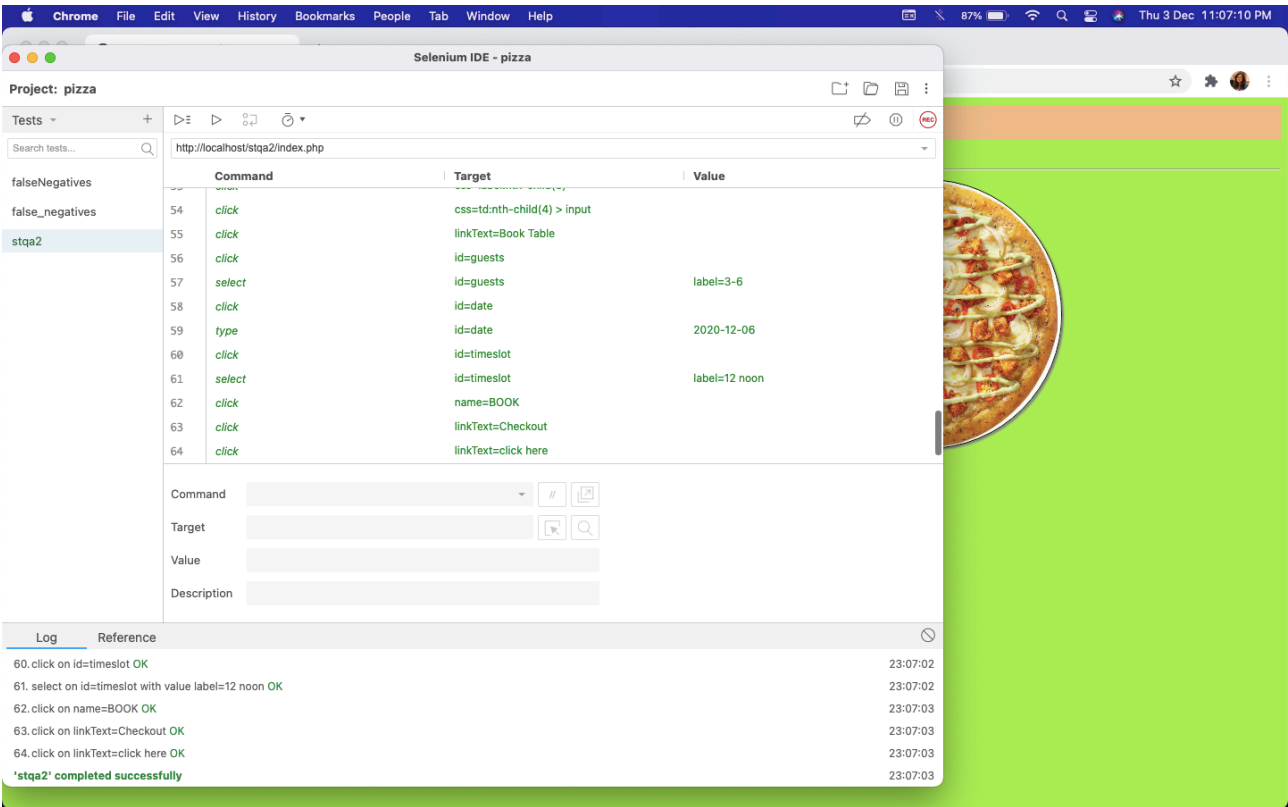 Chrome File Edit View History Bookmarks People Tab Window Help 87% Thu 3 Dec 11:07:10 PM
Selenium IDE - pizza
Project: pizza
Tests
Search tests...
falseNegatives
false_negatives
stqa2
REC
http://localhost/stqa2/index.php
Command Target Value
54 click css=td:nth-child(4) > input
55 click linkText=Book Table
56 click id=guests
57 select id=guests label=3-6
58 click id=date
59 type id=date 2020-12-06
60 click id=timeslot
61 select id=timeslot label=12 noon
62 click name=BOOK
63 click linkText=Checkout
64 click linkText=click here
Command //
Target
Value
Description
Log Reference
60. click on id=timeslot OK 23:07:02
61. select on id=timeslot with value label=12 noon OK 23:07:02
62. click on name=BOOK OK 23:07:03
63. click on linkText=Checkout OK 23:07:03
64. click on linkText=click here OK 23:07:03
'stqa2' completed successfully 23:07:03